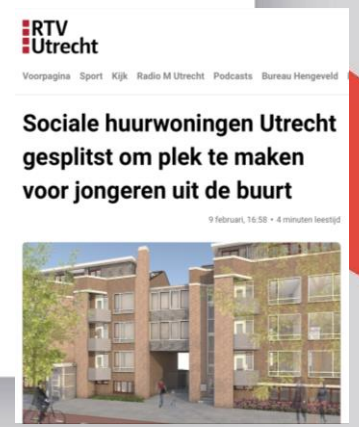 RTV
Utrecht
Voorpagina Sport Kijk Radio M Utrecht Podcasts Bureau Hengeveld
Sociale huurwoningen Utrecht
gesplitst om plek te maken
voor jongeren uit de buurt
9 februari, 16:58 • 4 minuten leestijd